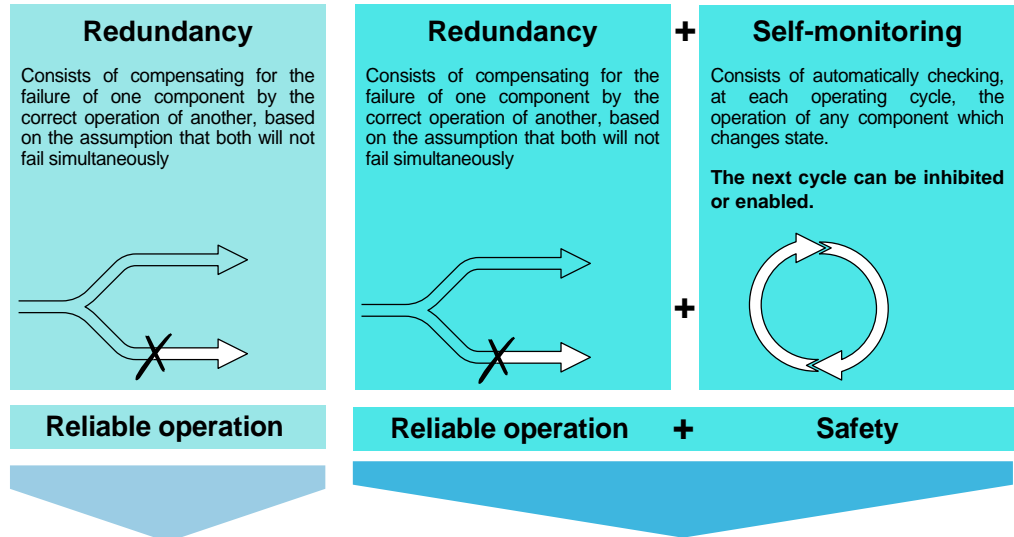 Redundancy
Consists of compensating for the
failure of one component by the
correct operation of another, based
on the assumption that both will not
fail simultaneously
Reliable operation
Redundancy
Consists of compensating for the
failure of one component by the
correct operation of another, based
on the assumption that both will not
fail simultaneously
+
Self-monitoring
Consists of automatically checking,
at each operating cycle, the
operation of any component which
changes state.
The next cycle can be inhibited
or enabled.
+
Reliable operation + Safety